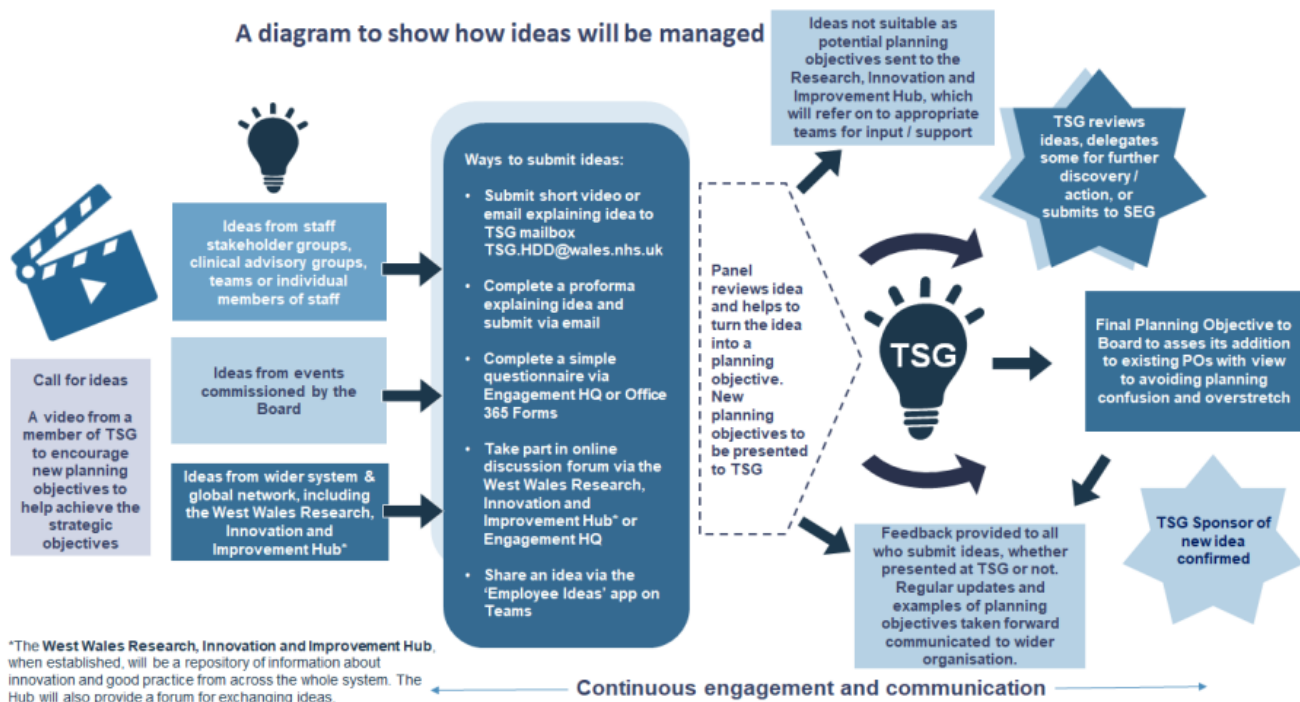 A diagram to show how ideas will be managed
Call for ideas
A video from a
member of TSG
to encourage
new planning
objectives to
help achieve the
strategic
objectives
Ideas from staff
stakeholder groups,
clinical advisory groups,
teams or individual
members of staff
Ideas from events
commissioned by the
Board
Ideas from wider system &
global network, including
the West Wales Research,
Innovation and
Improvement Hub*
Ways to submit ideas:
• Submit short video or
email explaining idea to
TSG mailbox
TSG.HDD@wales.nhs.uk
• Complete a proforma
explaining idea and
submit via email
• Complete a simple
questionnaire via
Engagement HQ or Office
365 Forms
• Take part in online
discussion forum via the
West Wales Research,
Innovation and
Improvement Hub* or
Engagement HQ
• Share an idea via the
'Employee Ideas' app on
Teams
Panel
reviews idea
and helps to
turn the idea
into a
planning
objective.
New
planning
objectives to
be presented
to TSG
Ideas not suitable as
potential planning
objectives sent to the
Research, Innovation and
Improvement Hub, which
will refer on to appropriate
teams for input / support
TSG
TSG reviews
ideas, delegates
some for further
discovery /
action, or
submits to SEG
Final Planning Objective to
Board to asses its addition
to existing POs with view
to avoiding planning
confusion and overstretch
Feedback provided to all
who submit ideas, whether
presented at TSG or not.
Regular updates and
examples of planning
objectives taken forward
communicated to wider
organisation.
TSG Sponsor of
new idea
confirmed
*The West Wales Research, Innovation and Improvement Hub,
when established, will be a repository of information about
innovation and good practice from across the whole system. The
Hub will also provide a forum for exchanging ideas.
Continuous engagement and communication